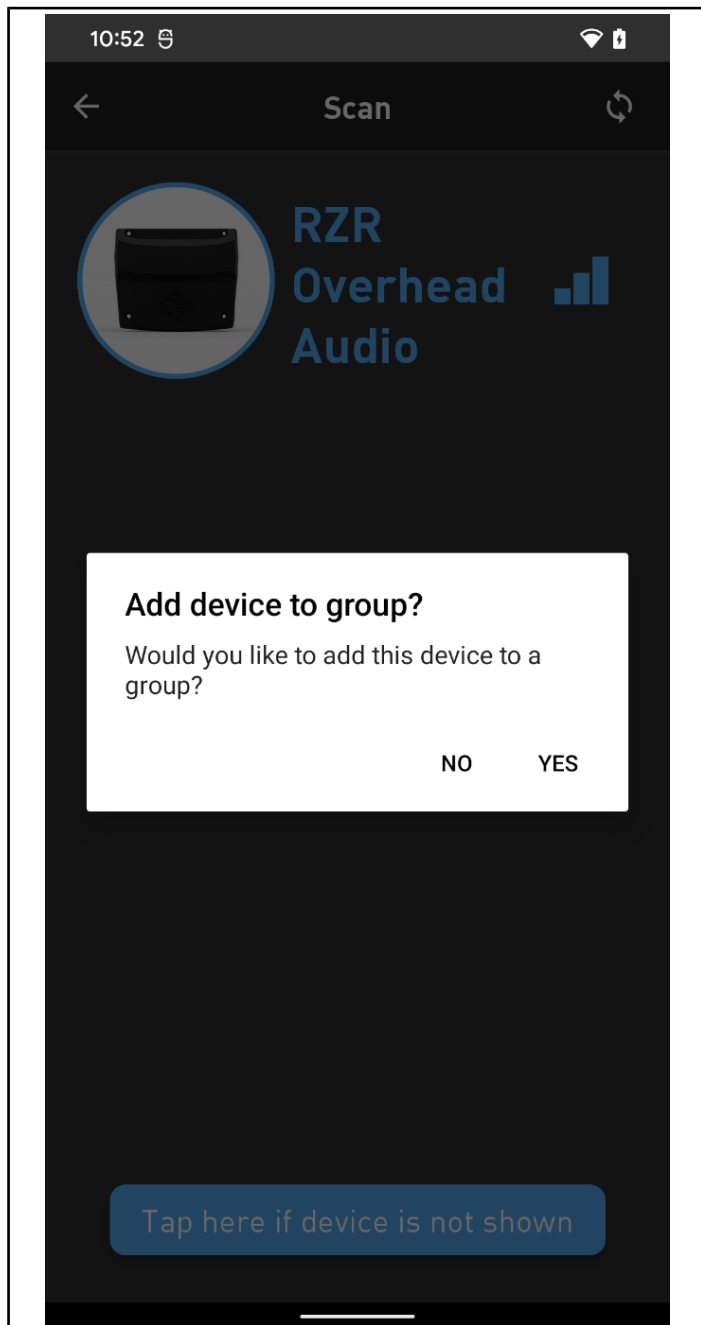 10:52
Scan
RZR
Overhead
Audio
Add device to group?
Would you like to add this device to a
group?
NO YES
Tap here if device is not shown